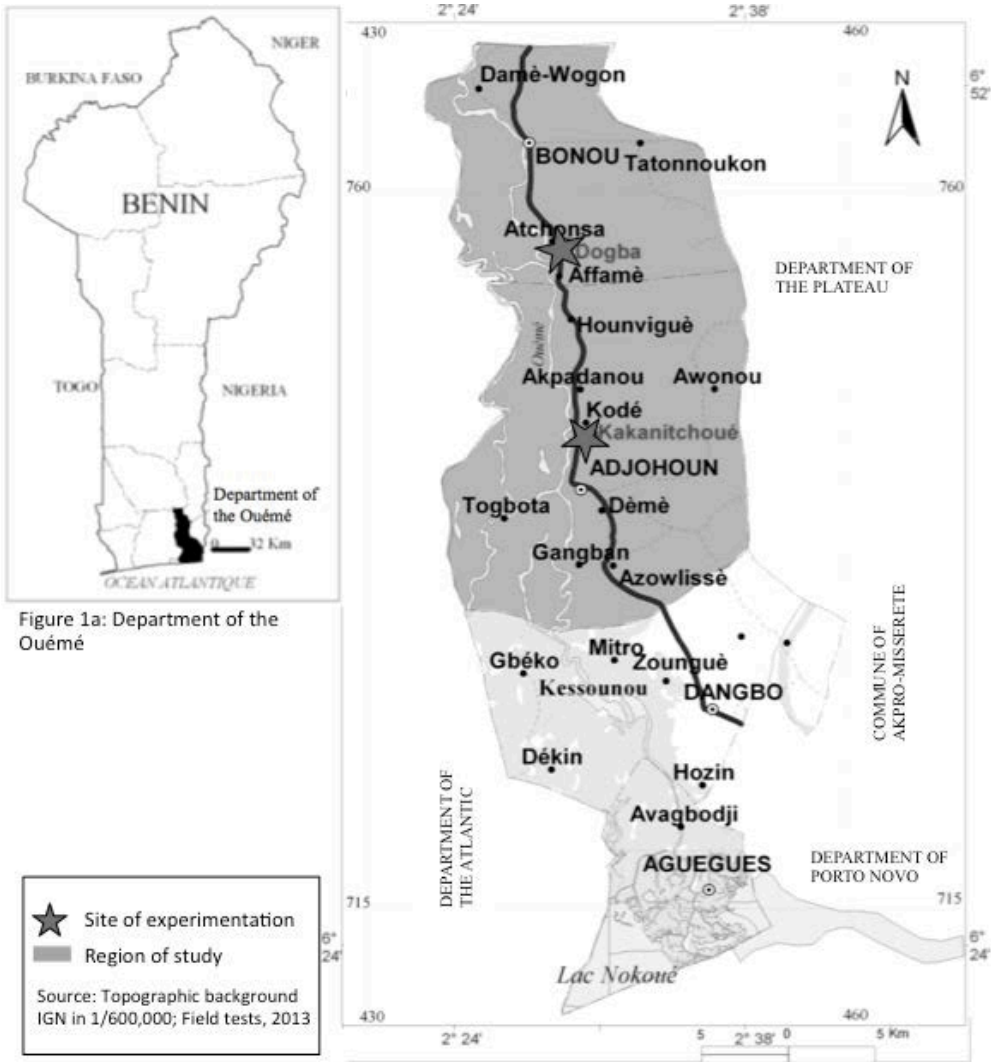 NIGER
BURKINA FASO
BENIN
TOGO
NIGERIA
Department of
the Ouémé
0 32 Km
OCEAN ATLANTIQUE
Figure 1a: Department of the
Ouémé
Site of experimentation
Region of study
Source: Topographic background
IGN in 1/600,000; Field tests, 2013
2° 24'
2°, 38'
430
460
N
6°
52'
Damè-Wogon
BONOU
Tatonnoukon
760
760
Atchonsa
Dogba
Affamè
DEPARTMENT OF
THE PLATEAU
Hounviguè
Ouémé
Akpadanou
Awonou
Kodé
Kakanitchoué
ADJOHOUN
Togbota
Dèmè
Gangban
Azowlissè
Mitro
Gbéko
Zounguè
Kessounou
DANGBO
COMMUNE OF
AKPRO-MISSERETE
Dékin
Hozin
Avagbodji
DEPARTMENT OF
THE ATLANTIC
AGUEGUES
DEPARTMENT OF
PORTO NOVO
715
715
6°
24'
6°
24'
Lac Nokoué
430
460
2° 24'
2° 38'
5 0 5 Km